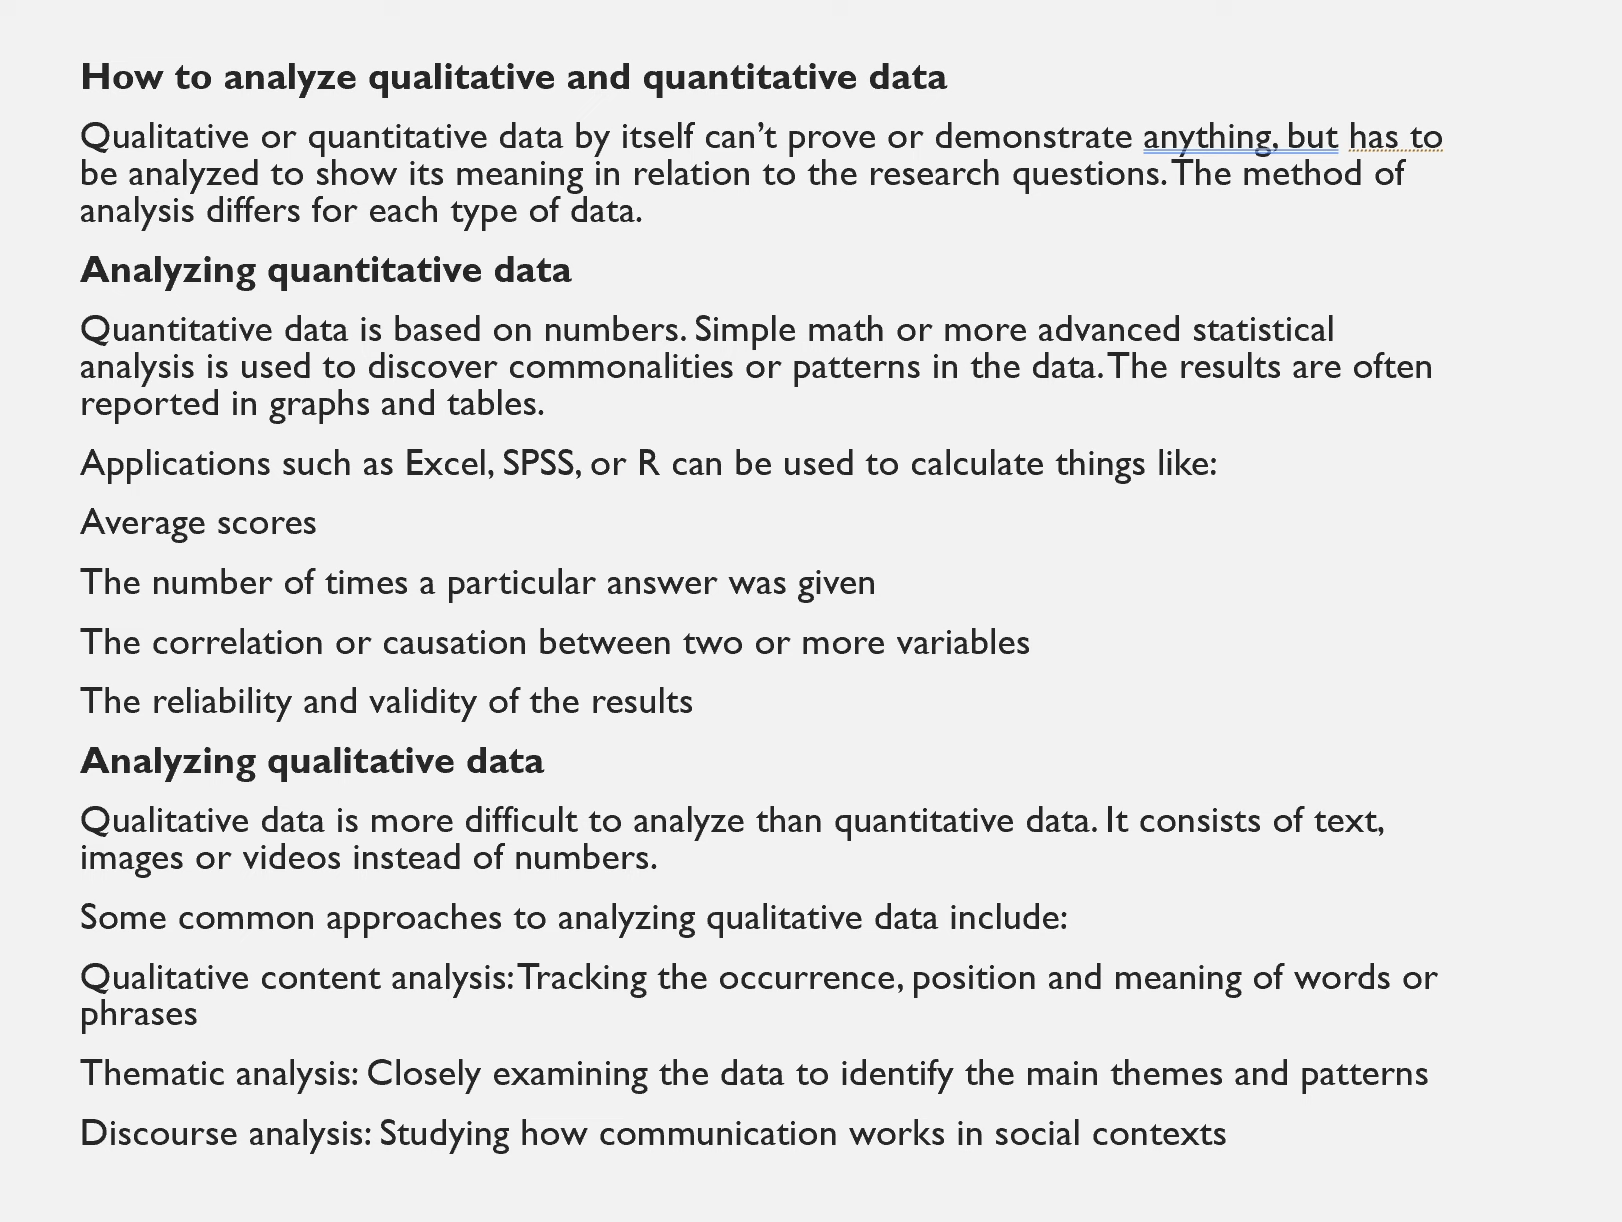 How to analyze qualitative and quantitative data
Qualitative or quantitative data by itself can’t prove or demonstrate anything, but has to
be analyzed to show its meaning in relation to the research questions. The method of
analysis differs for each type of data.
Analyzing quantitative data
Quantitative data is based on numbers. Simple math or more advanced statistical
analysis is used to discover commonalities or patterns in the data. The results are often
reported in graphs and tables.
Applications such as Excel, SPSS, or R can be used to calculate things like:
Average scores
The number of times a particular answer was given
The correlation or causation between two or more variables
The reliability and validity of the results
Analyzing qualitative data
Qualitative data is more difficult to analyze than quantitative data. It consists of text,
images or videos instead of numbers.
Some common approaches to analyzing qualitative data include:
Qualitative content analysis: Tracking the occurrence, position and meaning of words or
phrases
Thematic analysis: Closely examining the data to identify the main themes and patterns
Discourse analysis: Studying how communication works in social contexts